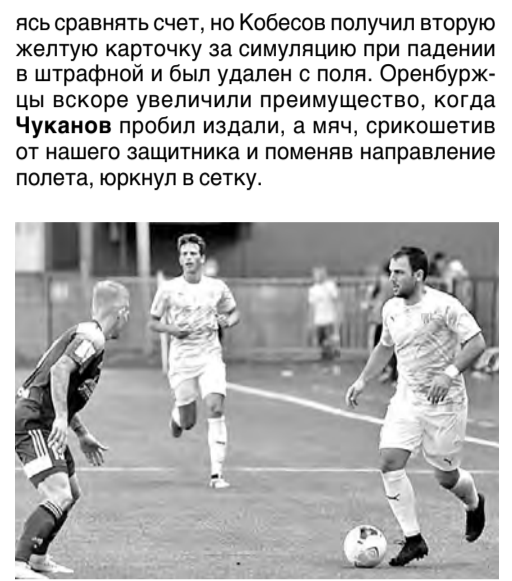 ясь сравнять счет, но Кобесов получил вторую
желтую карточку за симуляцию при падении
в штрафной и был удален с поля. Оренбурж-
цы вскоре увеличили преимущество, когда
Чуканов пробил издали, а мяч, срикошетив
от нашего защитника и поменяв направление
полета, юркнул в сетку.